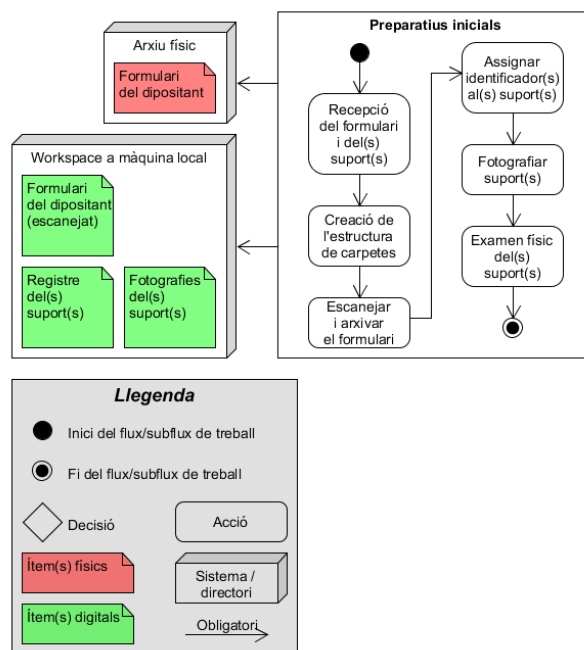 Arxiu físic
Formulari
del dipositant
Workspace a màquina local
Formulari
del dipositant
(escanejat)
Registre
del(s)
suport(s)
Fotografies
del(s)
suport(s)
Preparatius inicials
Recepció
del formulari
i del(s)
suport(s)
Creació de
l'estructura
de carpetes
Escanejar
i arxivar
el formulari
Assignar
identificador(s)
al(s) suport(s)
Fotografiar
suport(s)
Examen físic
del(s)
suport(s)
Llegenda
Inici del flux/subflux de treball
Fi del flux/subflux de treball
Decisió
Acció
Ítem(s) físics
Sistema /
directori
Ítem(s) digitals
Obligatori